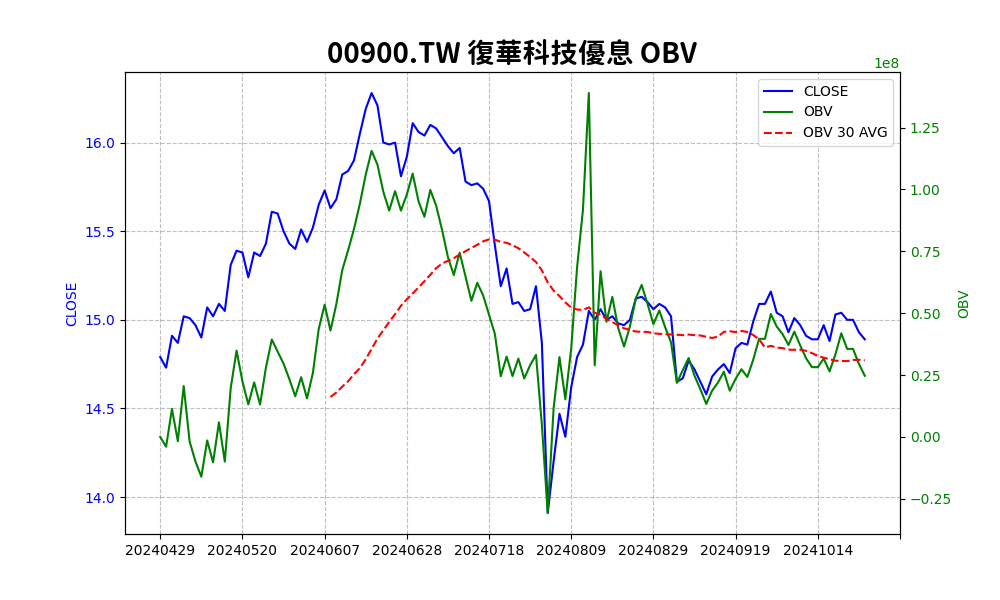 00900.TW 復華科技優息 OBV
1e8
CLOSE
OBV
OBV 30 AVG
16.0
15.5
15.0
14.5
14.0
CLOSE
1.25
1.00
0.75
0.50
0.25
0.00
−0.25
OBV
20240429 20240520 20240607 20240628 20240718 20240809 20240829 20240919 20241014